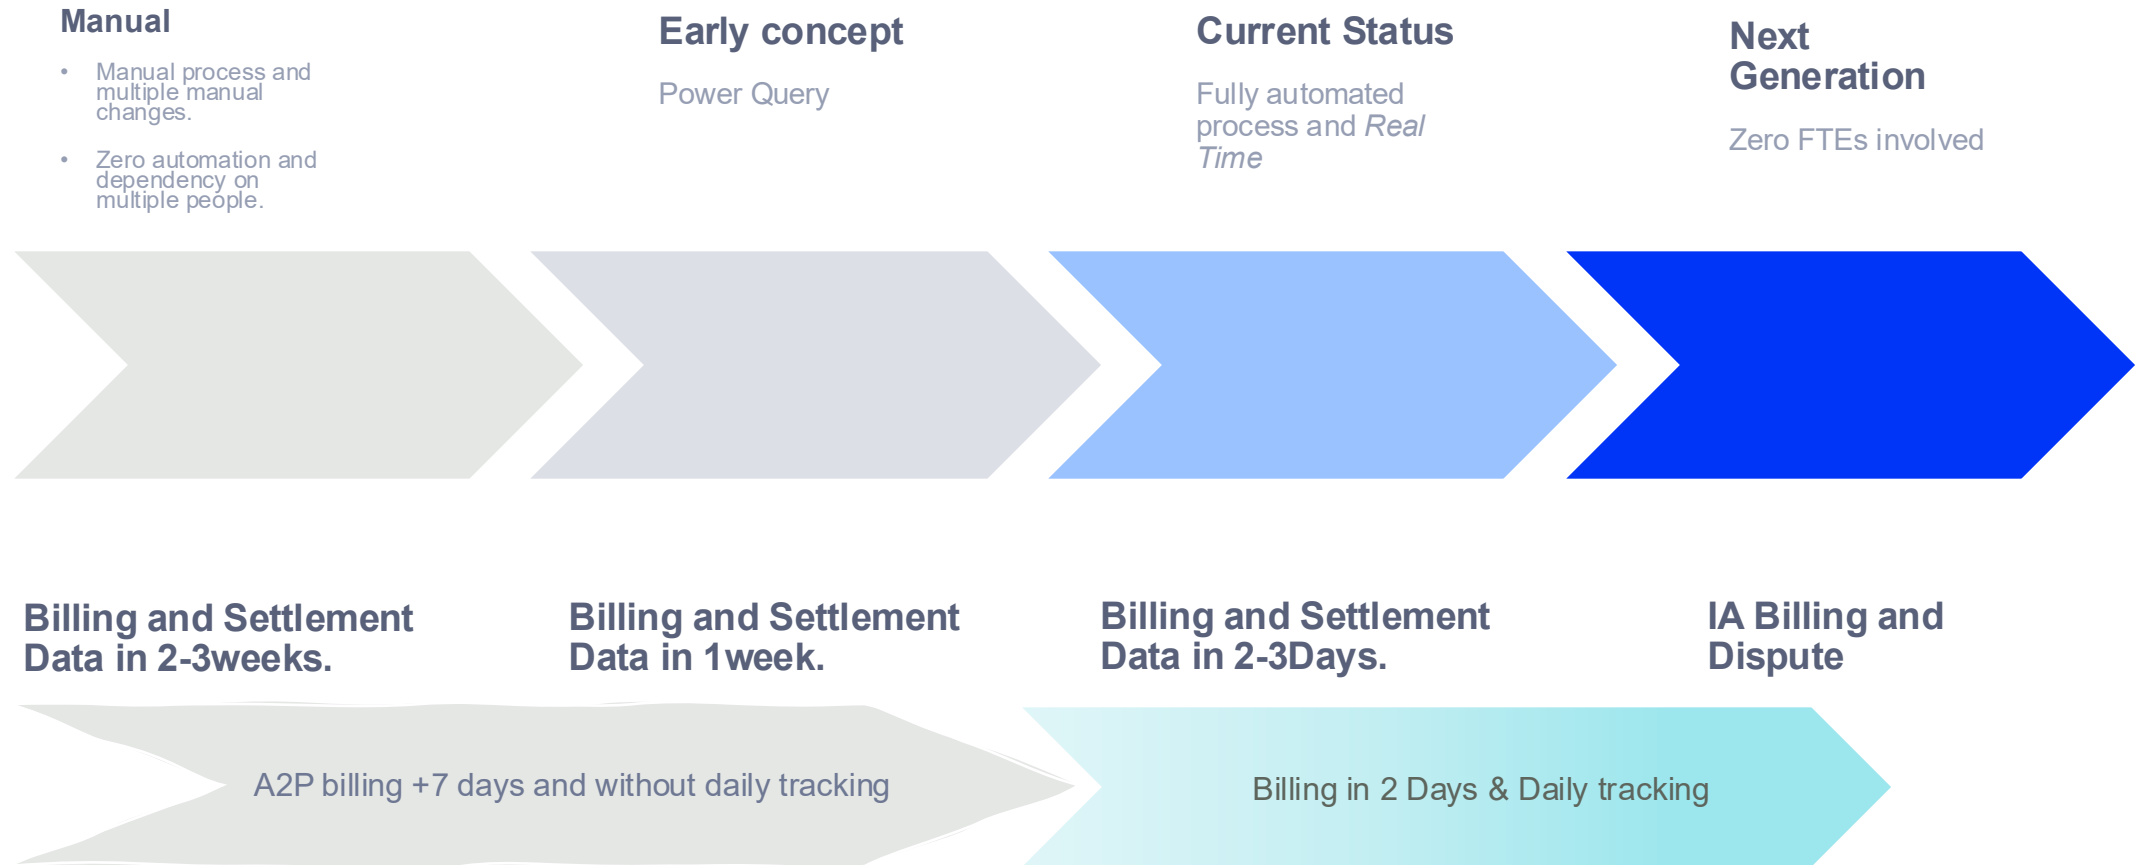 Manual
• Manual process and
multiple manual
changes.
• Zero automation and
dependency on
multiple people.
Early concept
Power Query
Current Status
Fully automated
process and Real
Time
Next
Generation
Zero FTEs involved
Billing and Settlement
Data in 2-3weeks.
Billing and Settlement
Data in 1week.
Billing and Settlement
Data in 2-3Days.
IA Billing and
Dispute
A2P billing +7 days and without daily tracking
Billing in 2 Days & Daily tracking